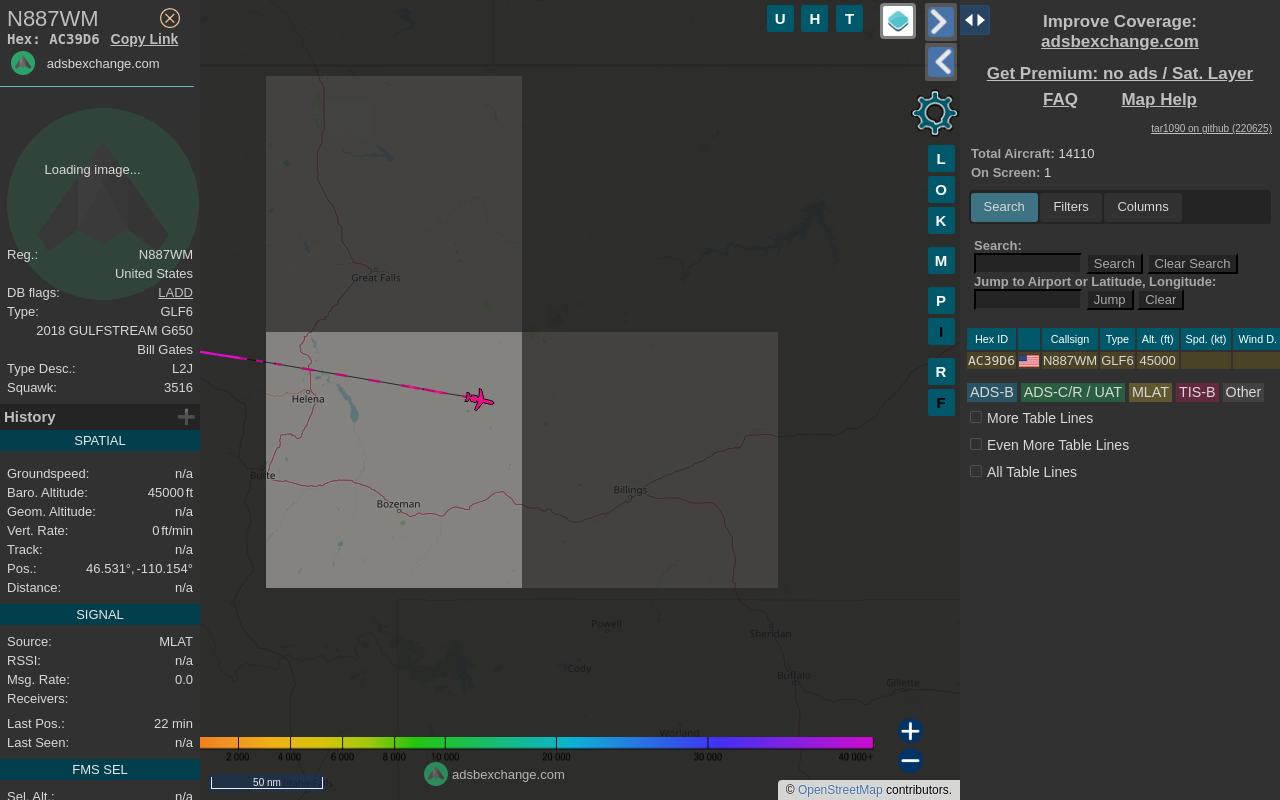 N887WM
Hex: AC39D6 Copy Link
adsbexchange.com
Loading image...
Reg.: N887WM
United States
DB flags: LADD
Type: GLF6
2018 GULFSTREAM G650
Bill Gates
Type Desc.: L2J
Squawk: 3516
History
SPATIAL
Groundspeed: n/a
Baro. Altitude: 45000 ft
Geom. Altitude: n/a
Vert. Rate: 0 ft/min
Track: n/a
Pos.: 46.531°, -110.154°
Distance: n/a
SIGNAL
Source: MLAT
RSSI: n/a
Msg. Rate: 0.0
Receivers:
Last Pos.: 22 min
Last Seen: n/a
FMS SEL
Sel. Alt.: n/a
U H T
Great Falls
Helena
Butte
Bozeman
Billings
Powell
Sheridan
Cody
Buffalo
Gillette
Worland
2 000 4 000 6 000 8 000 10 000 20 000 30 000 40 000+
50 nm
adsbexchange.com
© OpenStreetMap contributors.
L
O
K
M
P
I
R
F
Improve Coverage:
adsbexchange.com
Get Premium: no ads / Sat. Layer
FAQ Map Help
tar1090 on github (220625)
Total Aircraft: 14110
On Screen: 1
Search Filters Columns
Search:
Search Clear Search
Jump to Airport or Latitude, Longitude:
Jump Clear
Hex ID Callsign Type Alt. (ft) Spd. (kt) Wind D.
AC39D6 N887WM GLF6 45000
ADS-B ADS-C/R / UAT MLAT TIS-B Other
More Table Lines
Even More Table Lines
All Table Lines